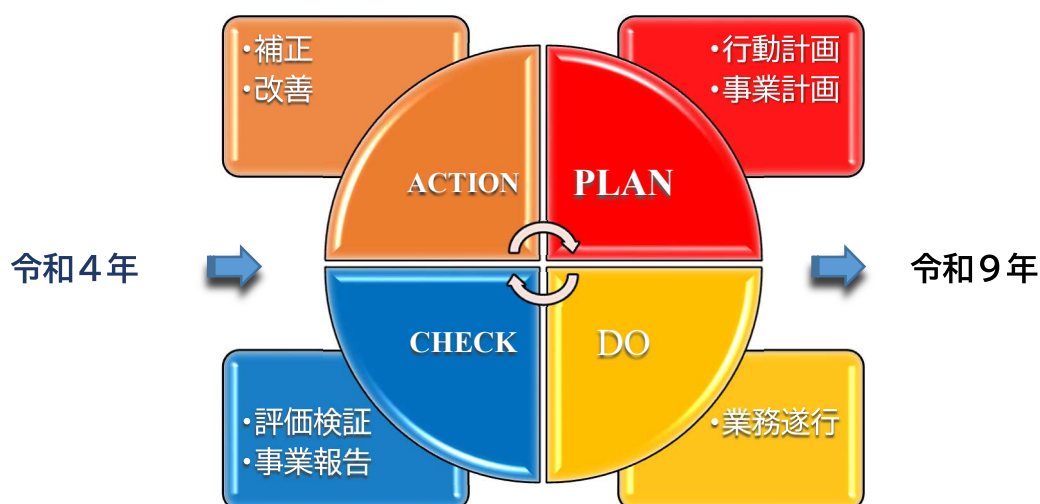 ・補正
・改善
・行動計画
・事業計画
ACTION
PLAN
令和４年
令和９年
CHECK
DO
・評価検証
・事業報告
・業務遂行